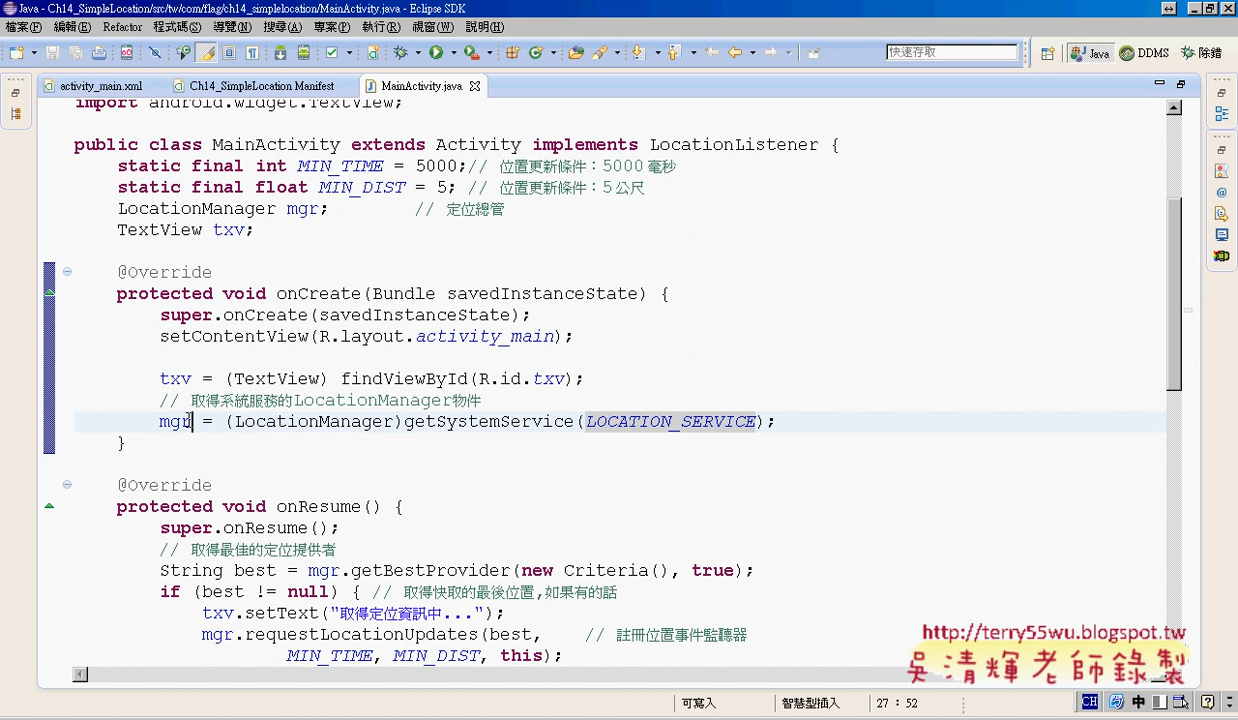 Java - Ch14_SimpleLocation/src/tw/com/flag/ch14_simplelocation/MainActivity.java - Eclipse SDK
檔案(F) 編輯(E) Refactor 程式碼(S) 導覽(N) 搜尋(A) 專案(P) 執行(R) 視窗(W) 說明(H)
快速存取 Java DDMS 除錯
activity_main.xml Ch14_SimpleLocation Manifest MainActivity.java
import android.widget.TextView;
public class MainActivity extends Activity implements LocationListener {
static final int MIN_TIME = 5000;// 位置更新條件：5000 毫秒
static final float MIN_DIST = 5; // 位置更新條件：5 公尺
LocationManager mgr; // 定位總管
TextView txv;
@Override
protected void onCreate(Bundle savedInstanceState) {
super.onCreate(savedInstanceState);
setContentView(R.layout.activity_main);
txv = (TextView) findViewById(R.id.txv);
// 取得系統服務的LocationManager物件
mgr = (LocationManager)getSystemService(LOCATION_SERVICE);
}
@Override
protected void onResume() {
super.onResume();
// 取得最佳的定位提供者
String best = mgr.getBestProvider(new Criteria(), true);
if (best != null) { // 取得快取的最後位置,如果有的話
txv.setText("取得定位資訊中...");
mgr.requestLocationUpdates(best, // 註冊位置事件監聽器
MIN_TIME, MIN_DIST, this);
http://terry55wu.blogspot.tw
吳清輝老師錄製
可寫入 智慧型插入 27 : 52
CH 中